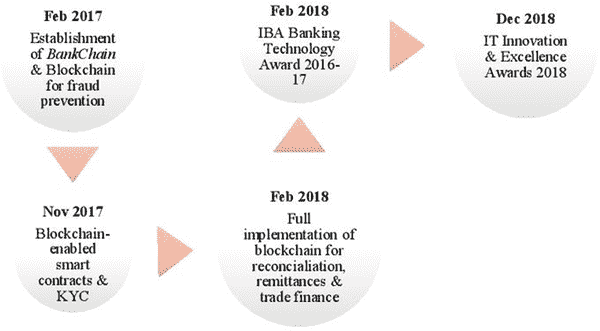 Feb 2017
Establishment
of BankChain
& Blockchain
for fraud
prevention
Nov 2017
Blockchain-
enabled
smart
contracts &
KYC
Feb 2018
Full
implementation of
blockchain for
reconcialiation,
remittances &
trade finance
Feb 2018
IBA Banking
Technology
Award 2016-
17
Dec 2018
IT Innovation
& Excellence
Awards 2018